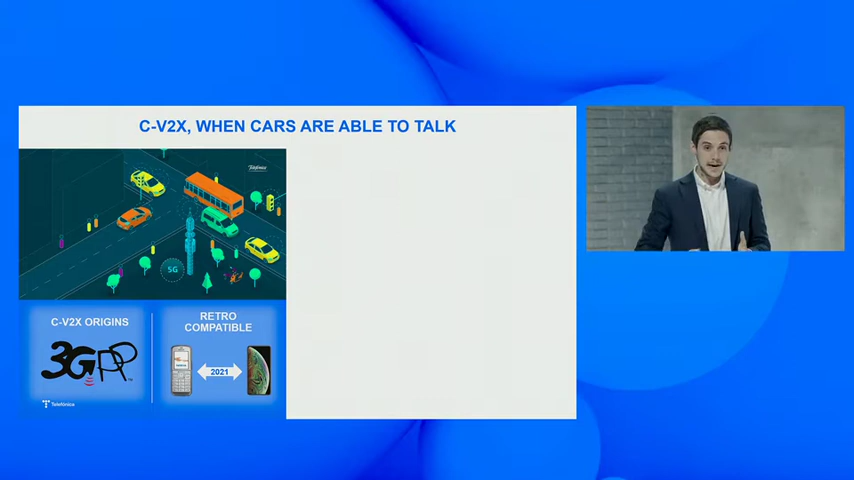 C-V2X, WHEN CARS ARE ABLE TO TALK
Telefónica
5G
C-V2X ORIGINS
3GPP
RETRO
COMPATIBLE
2021
Telefónica